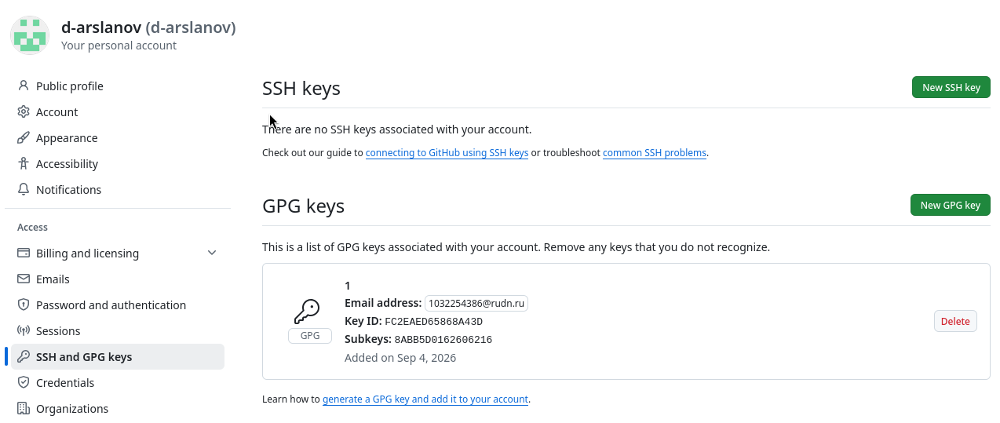 d-arslanov (d-arslanov)
Your personal account
Public profile
Account
Appearance
Accessibility
Notifications
Access
Billing and licensing
Emails
Password and authentication
Sessions
SSH and GPG keys
Credentials
Organizations
SSH keys
New SSH key
There are no SSH keys associated with your account.
Check out our guide to connecting to GitHub using SSH keys or troubleshoot common SSH problems.
GPG keys
New GPG key
This is a list of GPG keys associated with your account. Remove any keys that you do not recognize.
GPG
1
Email address: 1032254386@rudn.ru
Key ID: FC2EAED65868A43D
Subkeys: 8ABB5D0162606216
Added on Sep 4, 2026
Delete
Learn how to generate a GPG key and add it to your account.